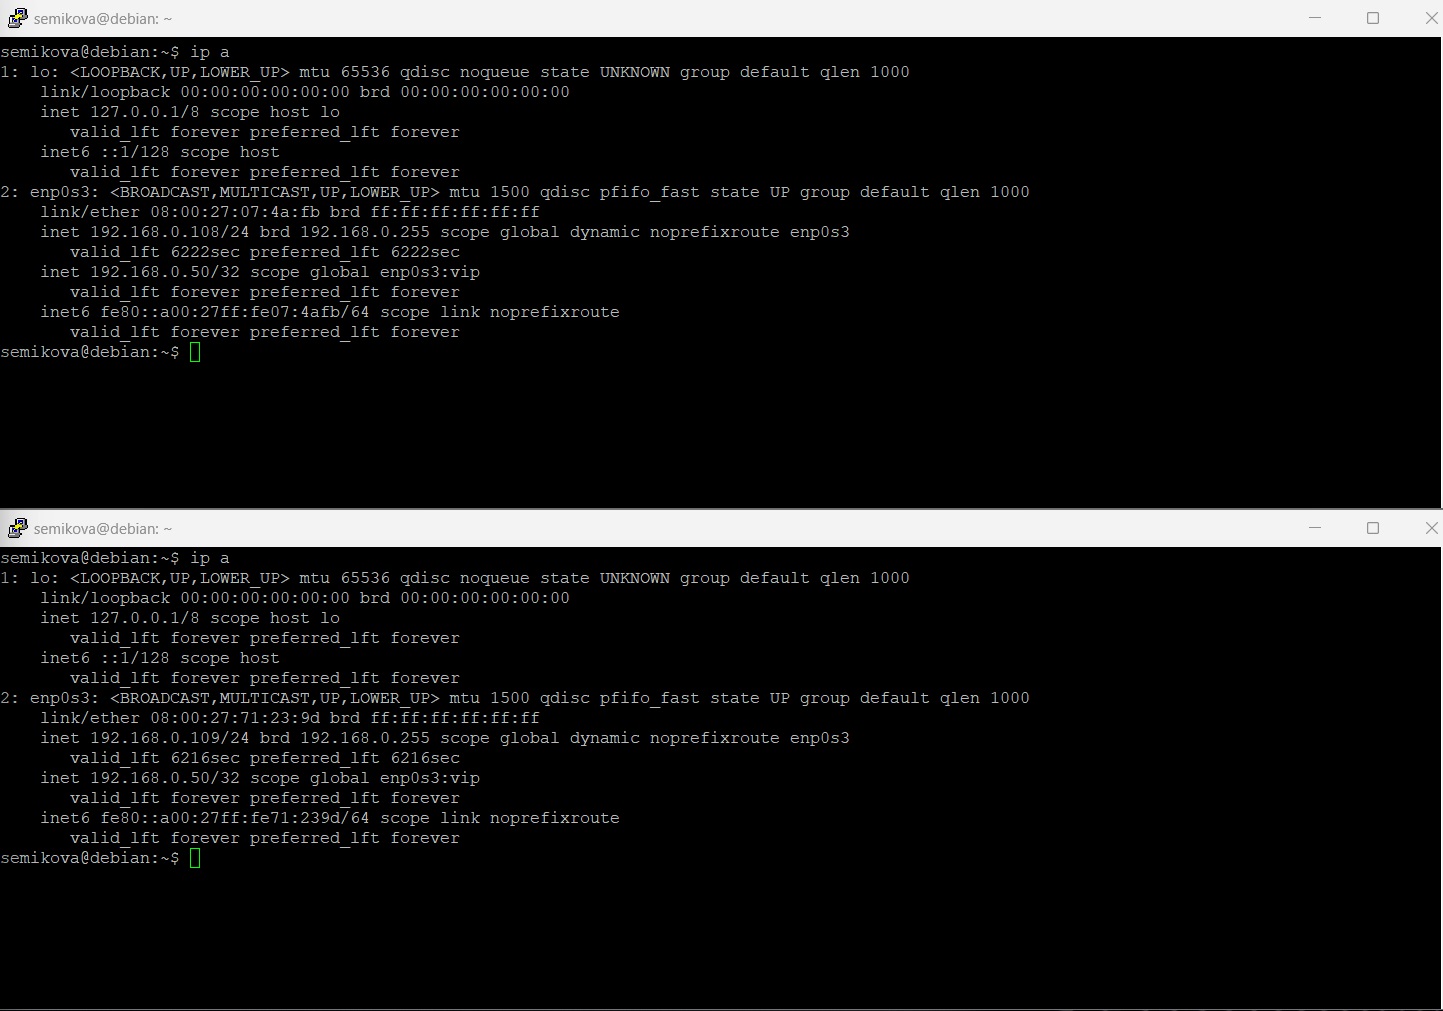 semikova@debian: ~
semikova@debian:~$ ip a
1: lo: <LOOPBACK,UP,LOWER_UP> mtu 65536 qdisc noqueue state UNKNOWN group default qlen 1000
    link/loopback 00:00:00:00:00:00 brd 00:00:00:00:00:00
    inet 127.0.0.1/8 scope host lo
       valid_lft forever preferred_lft forever
    inet6 ::1/128 scope host
       valid_lft forever preferred_lft forever
2: enp0s3: <BROADCAST,MULTICAST,UP,LOWER_UP> mtu 1500 qdisc pfifo_fast state UP group default qlen 1000
    link/ether 08:00:27:07:4a:fb brd ff:ff:ff:ff:ff:ff
    inet 192.168.0.108/24 brd 192.168.0.255 scope global dynamic noprefixroute enp0s3
       valid_lft 6222sec preferred_lft 6222sec
    inet 192.168.0.50/32 scope global enp0s3:vip
       valid_lft forever preferred_lft forever
    inet6 fe80::a00:27ff:fe07:4afb/64 scope link noprefixroute
       valid_lft forever preferred_lft forever
semikova@debian:~$
semikova@debian: ~
semikova@debian:~$ ip a
1: lo: <LOOPBACK,UP,LOWER_UP> mtu 65536 qdisc noqueue state UNKNOWN group default qlen 1000
    link/loopback 00:00:00:00:00:00 brd 00:00:00:00:00:00
    inet 127.0.0.1/8 scope host lo
       valid_lft forever preferred_lft forever
    inet6 ::1/128 scope host
       valid_lft forever preferred_lft forever
2: enp0s3: <BROADCAST,MULTICAST,UP,LOWER_UP> mtu 1500 qdisc pfifo_fast state UP group default qlen 1000
    link/ether 08:00:27:71:23:9d brd ff:ff:ff:ff:ff:ff
    inet 192.168.0.109/24 brd 192.168.0.255 scope global dynamic noprefixroute enp0s3
       valid_lft 6216sec preferred_lft 6216sec
    inet 192.168.0.50/32 scope global enp0s3:vip
       valid_lft forever preferred_lft forever
    inet6 fe80::a00:27ff:fe71:239d/64 scope link noprefixroute
       valid_lft forever preferred_lft forever
semikova@debian:~$